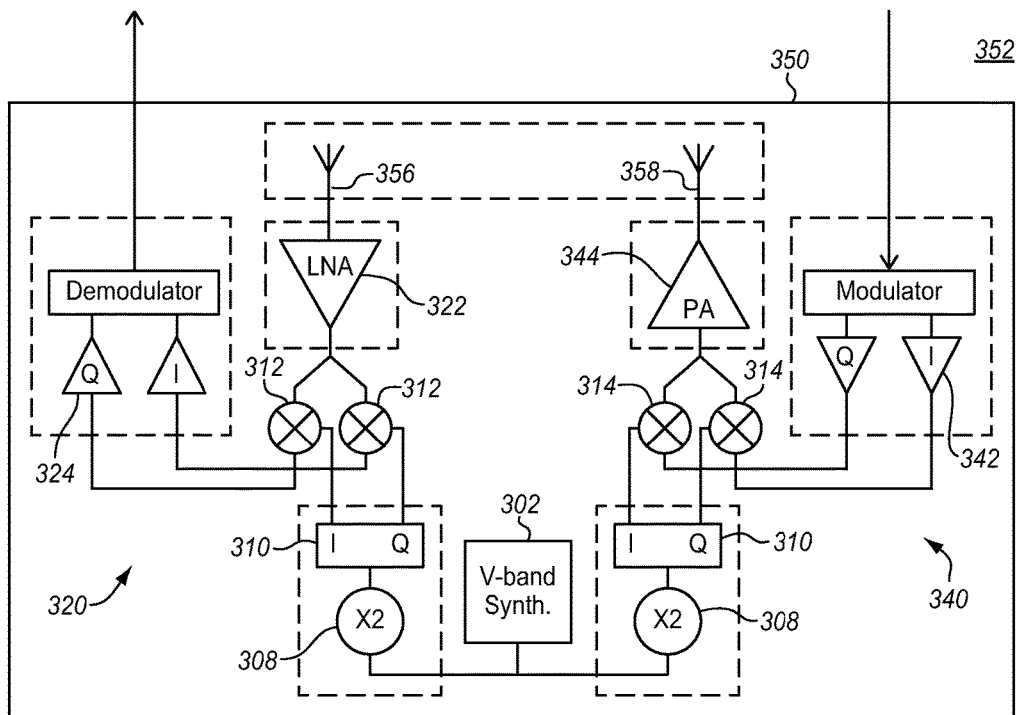 352
350
356
358
LNA
322
344
PA
Demodulator
Modulator
Q
I
Q
I
312
312
314
314
324
342
302
310
I
Q
I
Q
310
V-band
Synth.
320
340
X2
X2
308
308